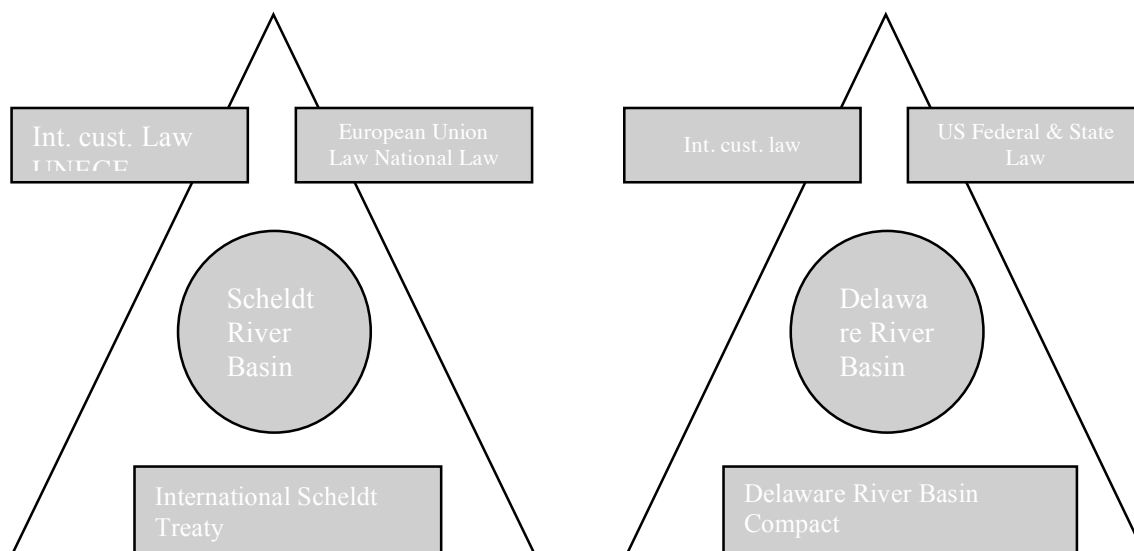 Int. cust. Law
UNECE
European Union
Law National Law
Int. cust. law
US Federal & State
Law
Scheldt
River
Basin
Delawa
re River
Basin
International Scheldt
Treaty
Delaware River Basin
Compact